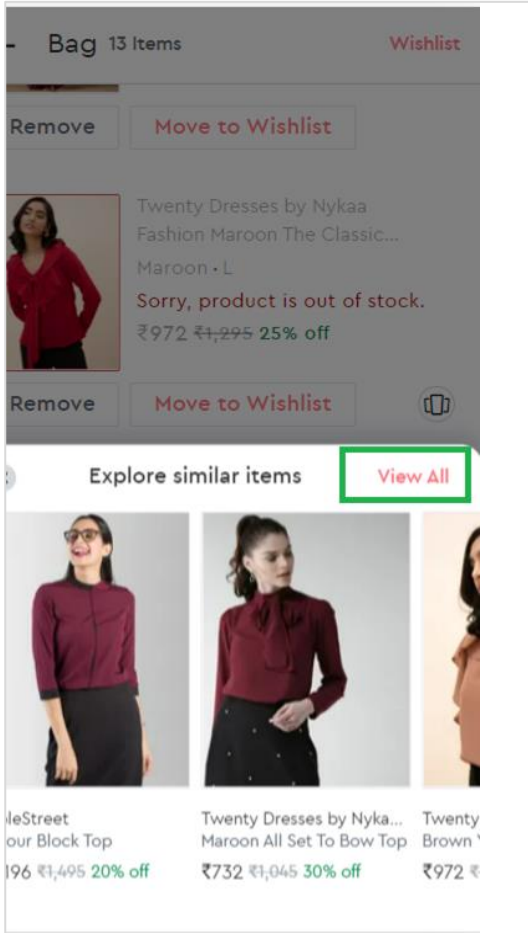 Bag 13 Items
Wishlist
Remove
Move to Wishlist
Twenty Dresses by Nykaa
Fashion Maroon The Classic...
Maroon • L
Sorry, product is out of stock.
₹972 ₹1,295 25% off
Remove
Move to Wishlist
Explore similar items
View All
leStreet
our Block Top
196 ₹1,495 20% off
Twenty Dresses by Nyka...
Maroon All Set To Bow Top
₹732 ₹1,045 30% off
Twenty
Brown
₹972